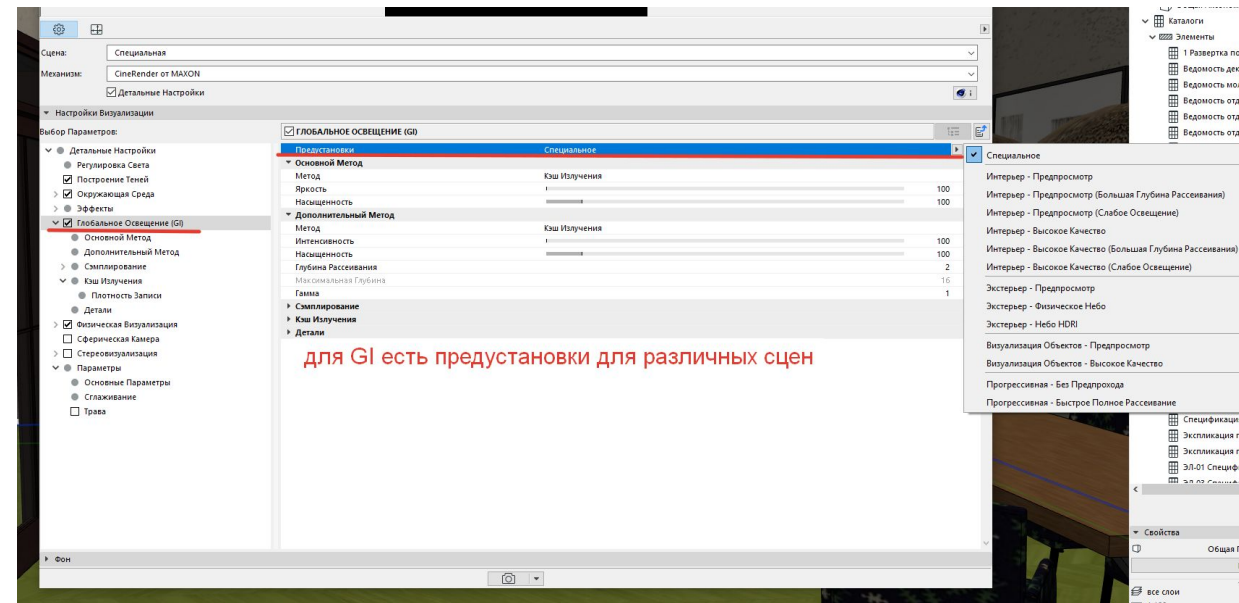 Сцена:
Специальная
Механизм:
CineRender от MAXON
Детальные Настройки
Настройки Визуализации
Выбор Параметров:
Детальные Настройки
Регулировка Света
Построение Теней
Окружающая Среда
Эффекты
Глобальное Освещение (GI)
Основной Метод
Дополнительный Метод
Сэмплирование
Кэш Излучения
Плотность Записи
Детали
Физическая Визуализация
Сферическая Камера
Стереовизуализация
Параметры
Основные Параметры
Сглаживание
Трава
ГЛОБАЛЬНОЕ ОСВЕЩЕНИЕ (GI)
Предустановки Специальное
Основной Метод
Метод Кэш Излучения
Яркость 100
Насыщенность 100
Дополнительный Метод
Метод Кэш Излучения
Интенсивность 100
Насыщенность 100
Глубина Рассеивания 2
Максимальная Глубина 16
Гамма 1
Сэмплирование
Кэш Излучения
Детали
для GI есть предустановки для различных сцен
Фон
Специальное
Интерьер - Предпросмотр
Интерьер - Предпросмотр (Большая Глубина Рассеивания)
Интерьер - Предпросмотр (Слабое Освещение)
Интерьер - Высокое Качество
Интерьер - Высокое Качество (Большая Глубина Рассеивания)
Интерьер - Высокое Качество (Слабое Освещение)
Экстерьер - Предпросмотр
Экстерьер - Физическое Небо
Экстерьер - Небо HDRI
Визуализация Объектов - Предпросмотр
Визуализация Объектов - Высокое Качество
Прогрессивная - Без Предпрохода
Прогрессивная - Быстрое Полное Рассеивание
Каталоги
Элементы
1 Развертка по
Ведомость дек
Ведомость мол
Ведомость отд
Ведомость отд
Ведомость отд
Спецификаци
Экспликация п
Экспликация п
ЭЛ-01 Специф
Свойства
Общая П
все слои